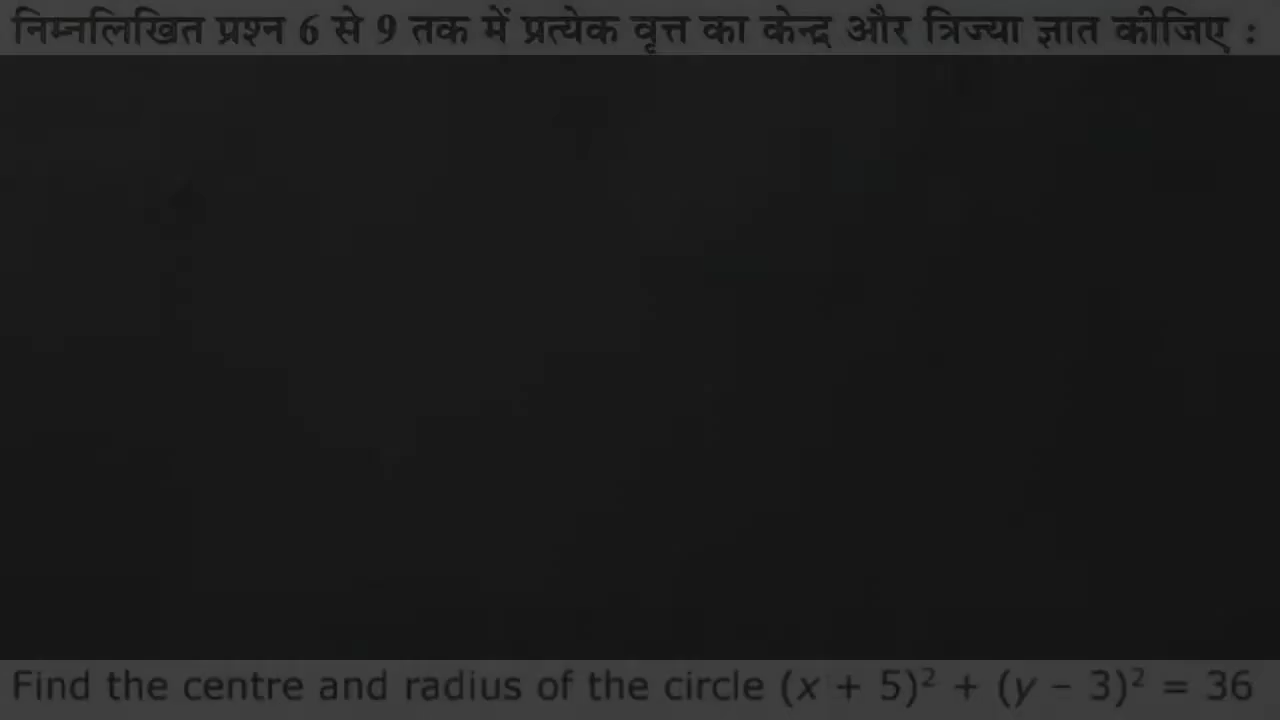 निम्नलिखित प्रश्न 6 से 9 तक में प्रत्येक वृत्त का केन्द्र और त्रिज्या ज्ञात कीजिए :
Find the centre and radius of the circle (x + 5)² + (y − 3)² = 36